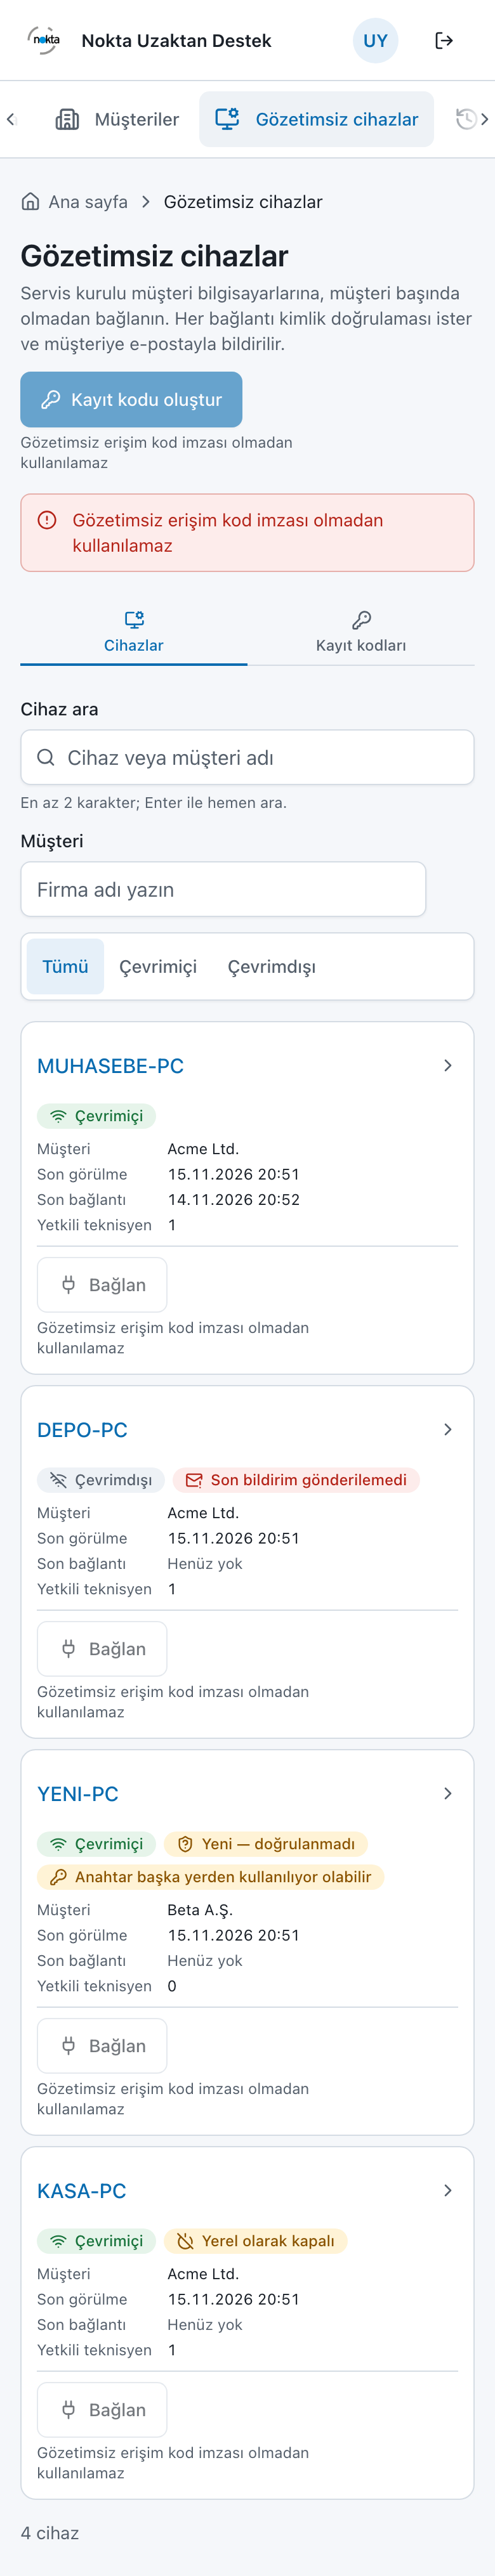 nokta
Nokta Uzaktan Destek
UY
Müşteriler
Gözetimsiz cihazlar
Ana sayfa
Gözetimsiz cihazlar
Gözetimsiz cihazlar
Servis kurulu müşteri bilgisayarlarına, müşteri başında
olmadan bağlanın. Her bağlantı kimlik doğrulaması ister
ve müşteriye e-postayla bildirilir.
Kayıt kodu oluştur
Gözetimsiz erişim kod imzası olmadan
kullanılamaz
Gözetimsiz erişim kod imzası olmadan
kullanılamaz
Cihazlar
Kayıt kodları
Cihaz ara
Cihaz veya müşteri adı
En az 2 karakter; Enter ile hemen ara.
Müşteri
Firma adı yazın
Tümü Çevrimiçi Çevrimdışı
MUHASEBE-PC
Çevrimiçi
Müşteri Acme Ltd.
Son görülme 15.11.2026 20:51
Son bağlantı 14.11.2026 20:52
Yetkili teknisyen 1
Bağlan
Gözetimsiz erişim kod imzası olmadan
kullanılamaz
DEPO-PC
Çevrimdışı Son bildirim gönderilemedi
Müşteri Acme Ltd.
Son görülme 15.11.2026 20:51
Son bağlantı Henüz yok
Yetkili teknisyen 1
Bağlan
Gözetimsiz erişim kod imzası olmadan
kullanılamaz
YENI-PC
Çevrimiçi Yeni — doğrulanmadı
Anahtar başka yerden kullanılıyor olabilir
Müşteri Beta A.Ş.
Son görülme 15.11.2026 20:51
Son bağlantı Henüz yok
Yetkili teknisyen 0
Bağlan
Gözetimsiz erişim kod imzası olmadan
kullanılamaz
KASA-PC
Çevrimiçi Yerel olarak kapalı
Müşteri Acme Ltd.
Son görülme 15.11.2026 20:51
Son bağlantı Henüz yok
Yetkili teknisyen 1
Bağlan
Gözetimsiz erişim kod imzası olmadan
kullanılamaz
4 cihaz